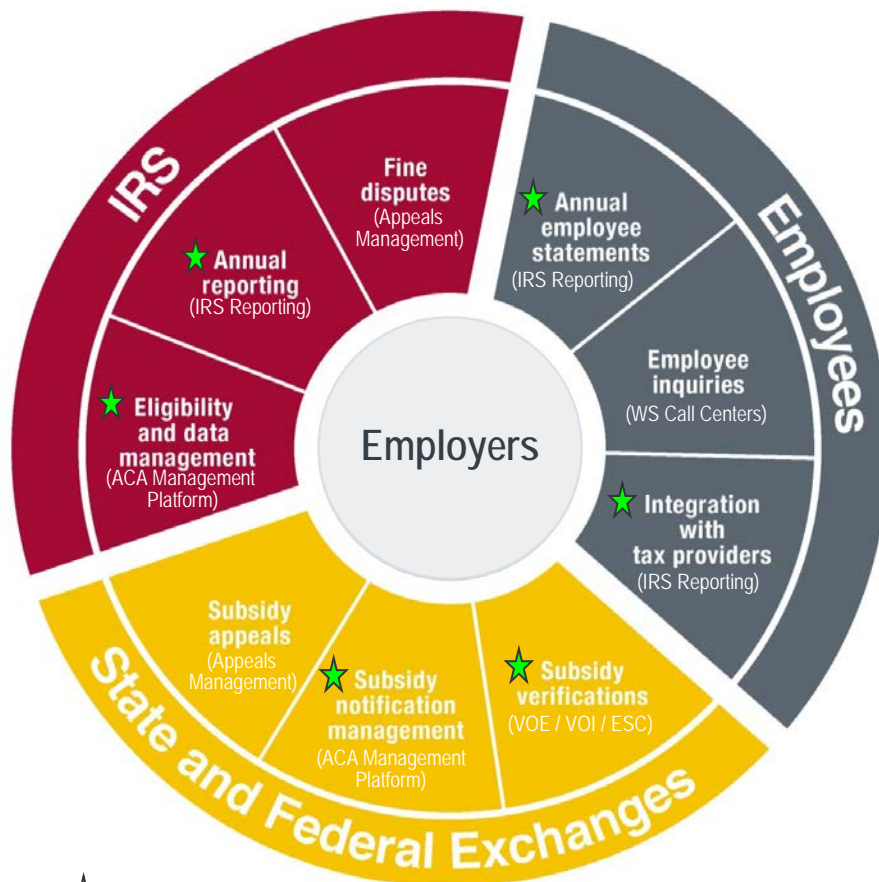 IRS
Fine
disputes
(Appeals
Management)
Annual
reporting
(IRS Reporting)
Eligibility
and data
management
(ACA Management
Platform)
Employees
Annual
employee
statements
(IRS Reporting)
Employee
inquiries
(WS Call Centers)
Integration
with
tax providers
(IRS Reporting)
Employers
State and Federal Exchanges
Subsidy
appeals
(Appeals
Management)
Subsidy
notification
management
(ACA Management
Platform)
Subsidy
verifications
(VOE / VOI / ESC)